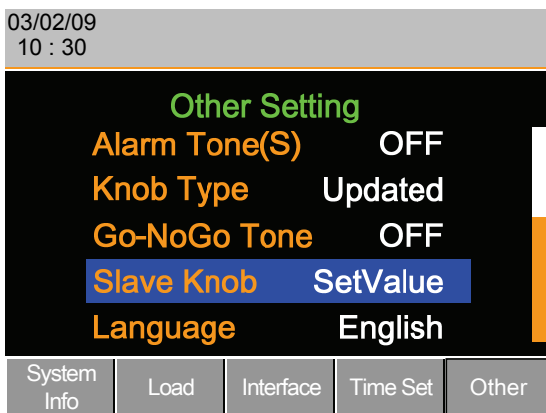 03/02/09
10 : 30
Other Setting
Alarm Tone(S) OFF
Knob Type Updated
Go-NoGo Tone OFF
Slave Knob SetValue
Language English
System Info Load Interface Time Set Other